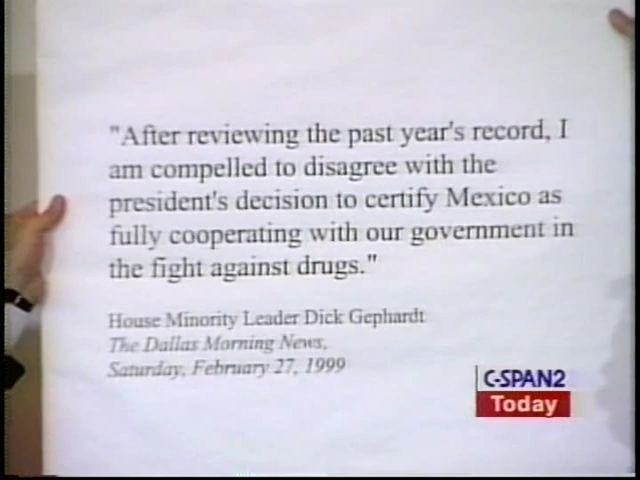 "After reviewing the past year's record, I
am compelled to disagree with the
president's decision to certify Mexico as
fully cooperating with our government in
the fight against drugs."
House Minority Leader Dick Gephardt
The Dallas Morning News,
Saturday, February 27, 1999
C-SPAN2
Today